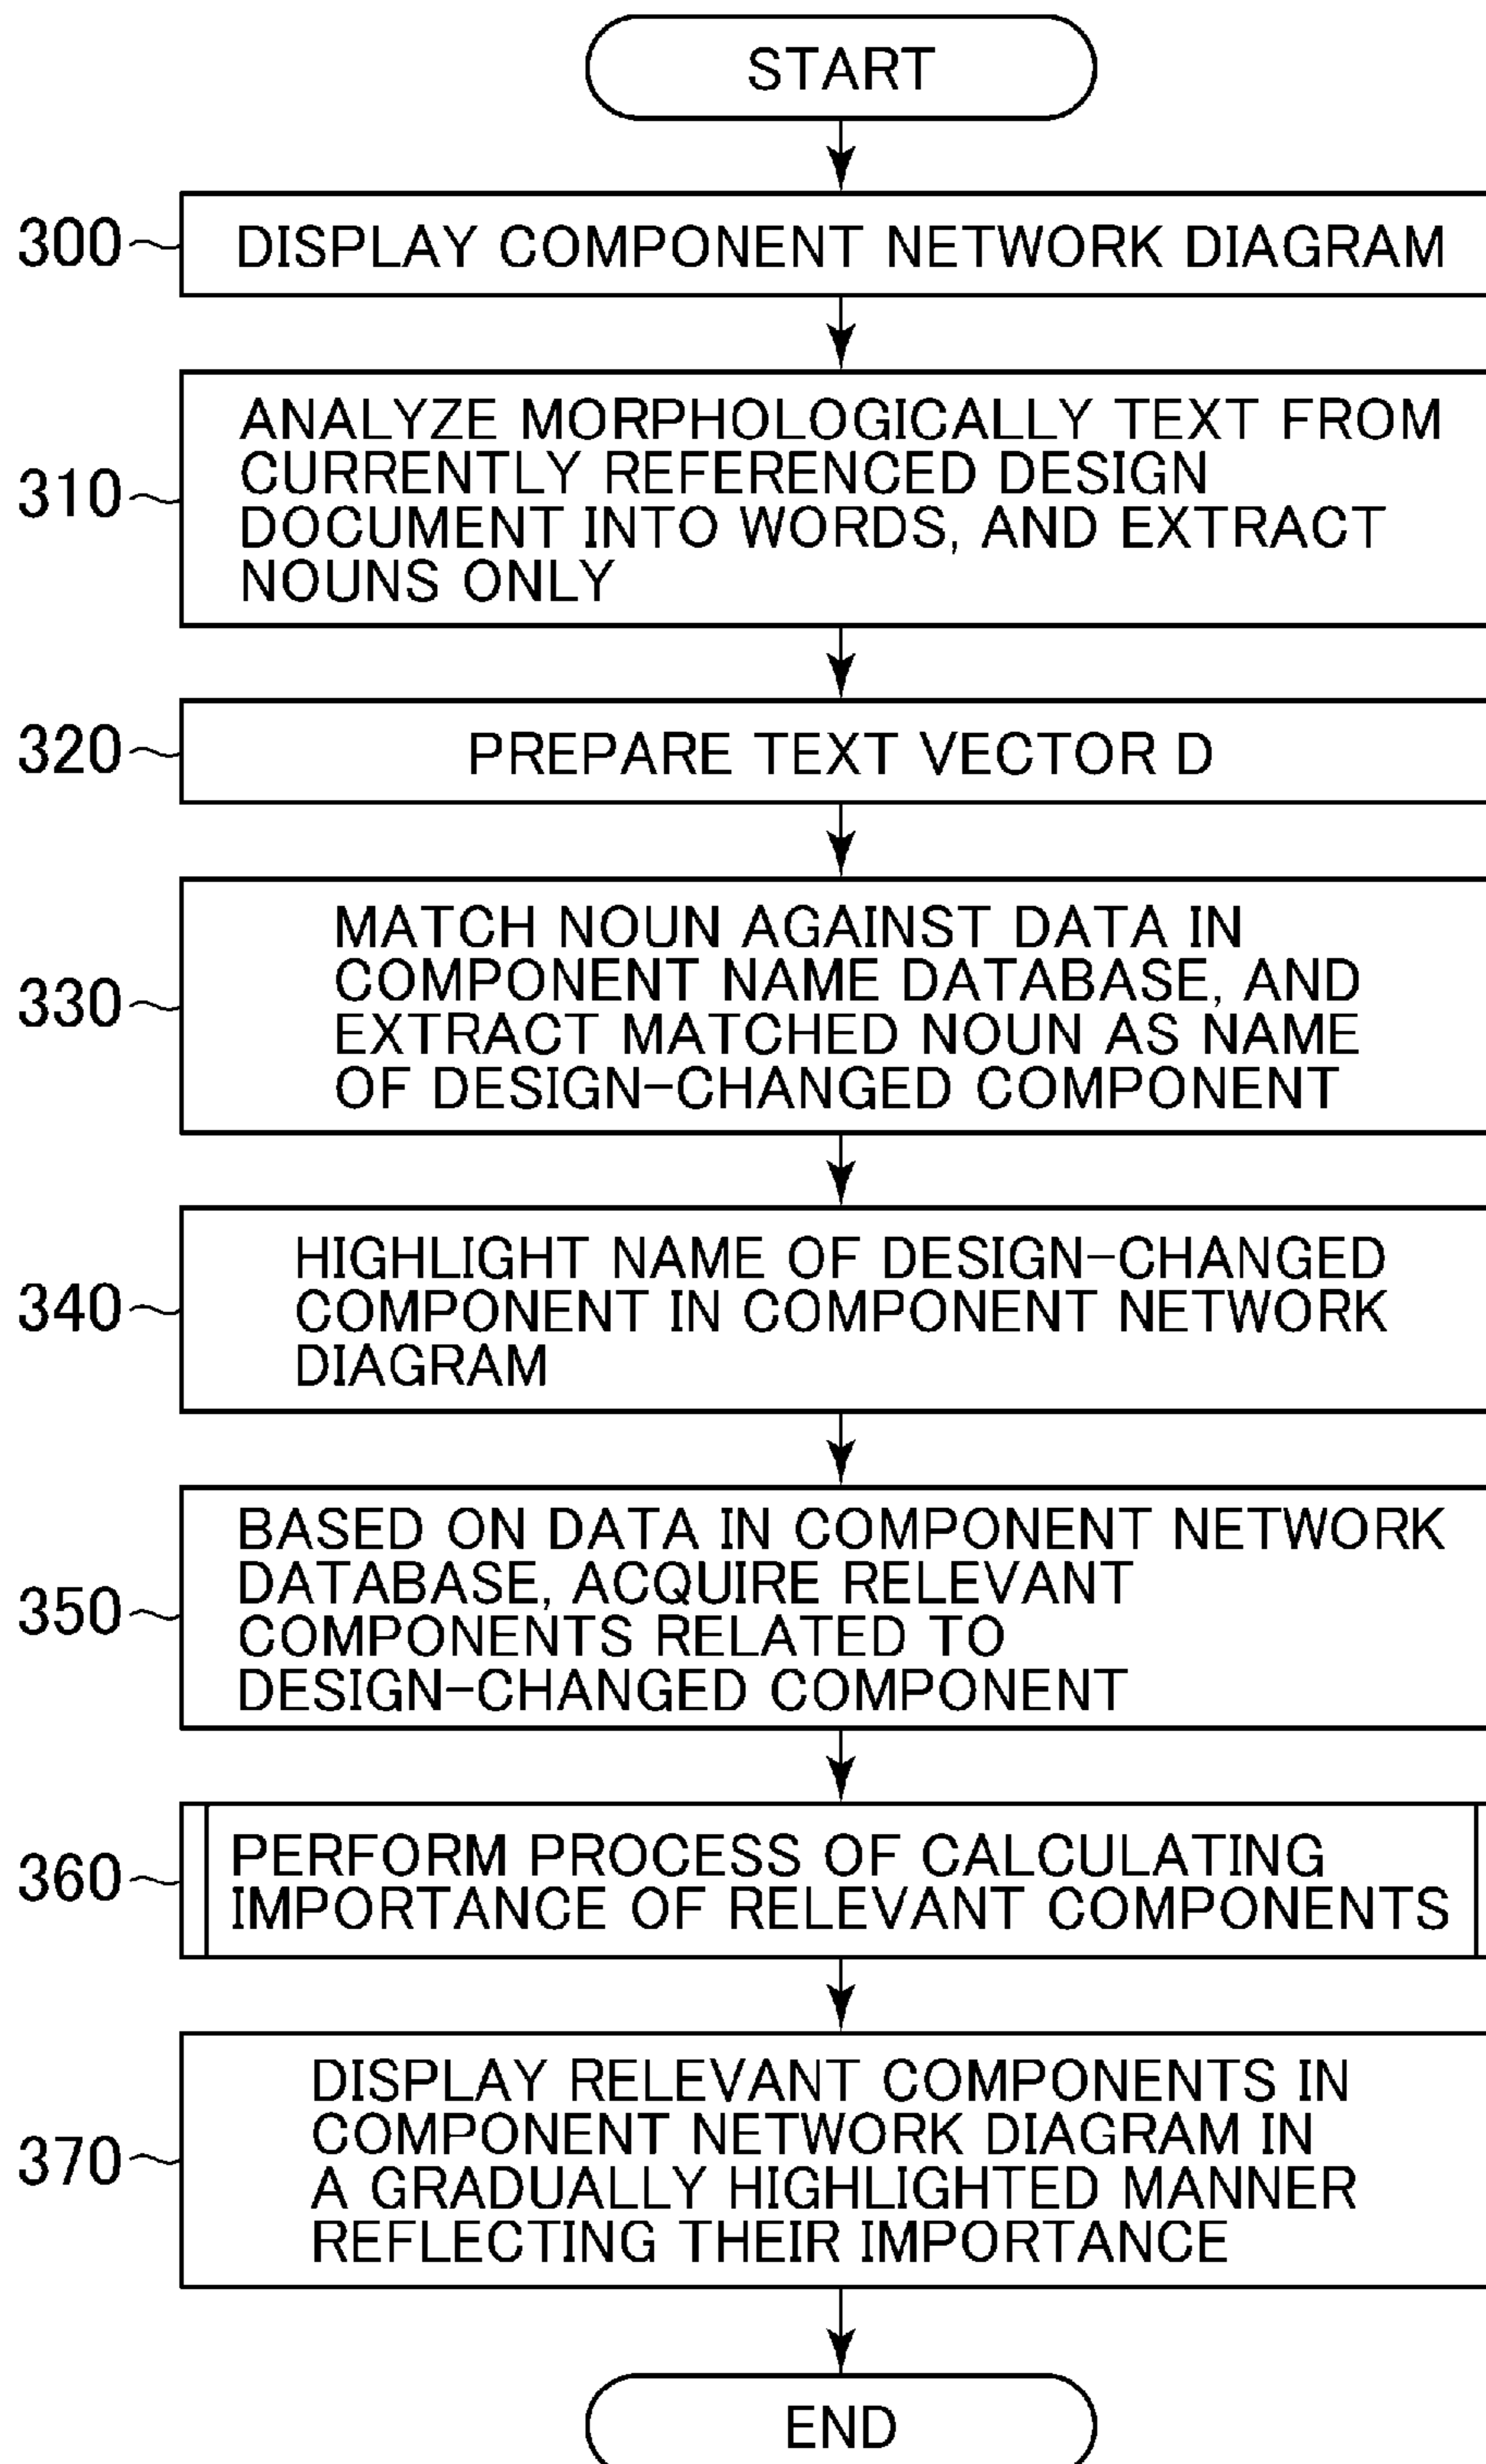 START
300
DISPLAY COMPONENT NETWORK DIAGRAM
310
ANALYZE MORPHOLOGICALLY TEXT FROM
CURRENTLY REFERENCED DESIGN
DOCUMENT INTO WORDS, AND EXTRACT
NOUNS ONLY
320
PREPARE TEXT VECTOR D
330
MATCH NOUN AGAINST DATA IN
COMPONENT NAME DATABASE, AND
EXTRACT MATCHED NOUN AS NAME
OF DESIGN-CHANGED COMPONENT
340
HIGHLIGHT NAME OF DESIGN-CHANGED
COMPONENT IN COMPONENT NETWORK
DIAGRAM
350
BASED ON DATA IN COMPONENT NETWORK
DATABASE, ACQUIRE RELEVANT
COMPONENTS RELATED TO
DESIGN-CHANGED COMPONENT
360
PERFORM PROCESS OF CALCULATING
IMPORTANCE OF RELEVANT COMPONENTS
370
DISPLAY RELEVANT COMPONENTS IN
COMPONENT NETWORK DIAGRAM IN
A GRADUALLY HIGHLIGHTED MANNER
REFLECTING THEIR IMPORTANCE
END